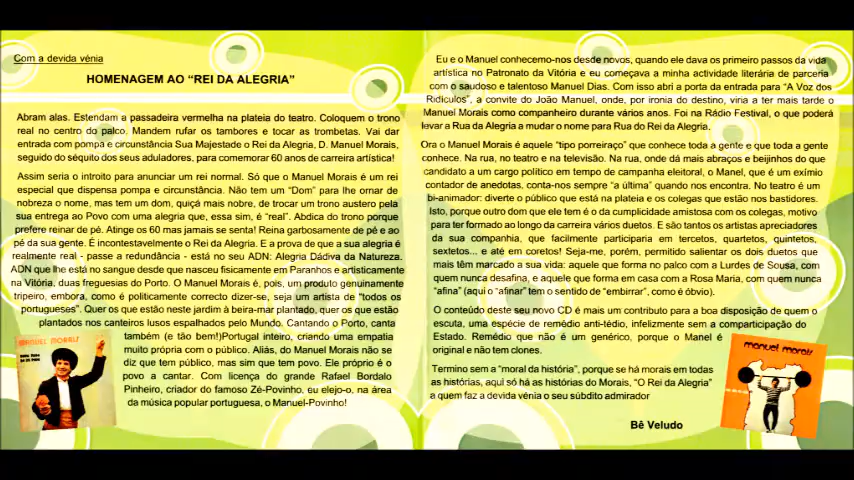 Com a devida vénia
HOMENAGEM AO “REI DA ALEGRIA”
Abram alas. Estendam a passadeira vermelha na plateia do teatro. Coloquem o trono
real no centro do palco. Mandem rufar os tambores e tocar as trombetas. Vai dar
entrada com pompa e circunstância Sua Majestade o Rei da Alegria, D. Manuel Morais,
seguido do séquito dos seus aduladores, para comemorar 60 anos de carreira artística!
Assim seria o introito para anunciar um rei normal. Só que o Manuel Morais é um rei
especial que dispensa pompa e circunstância. Não tem um “Dom” para lhe ornar de
nobreza o nome, mas tem um dom, quiçá mais nobre, de trocar um trono austero pela
sua entrega ao Povo com uma alegria que, essa sim, é “real”. Abdica do trono porque
prefere reinar de pé. Atinge os 60 mas jamais se senta! Reina garbosamente de pé e ao
pé da sua gente. É incontestavelmente o Rei da Alegria. E a prova de que a sua alegria é
realmente real - passe a redundância - está no seu ADN: Alegria Dádiva da Natureza.
ADN que lhe está no sangue desde que nasceu fisicamente em Paranhos e artisticamente
na Vitória, duas freguesias do Porto. O Manuel Morais é, pois, um produto genuinamente
tripeiro, embora, como é politicamente correcto dizer-se, seja um artista de “todos os
portugueses”. Quer os que estão neste jardim à beira-mar plantado, quer os que estão
plantados nos canteiros lusos espalhados pelo Mundo. Cantando o Porto, canta
também (e tão bem!)Portugal inteiro, criando uma empatia
muito própria com o público. Aliás, do Manuel Morais não se
diz que tem público, mas sim que tem povo. Ele próprio é o
povo a cantar. Com licença do grande Rafael Bordalo
Pinheiro, criador do famoso Zé-Povinho, eu elejo-o, na área
da música popular portuguesa, o Manuel-Povinho!
MANUEL MORAIS
Eu e o Manuel conhecemo-nos desde novos, quando ele dava os primeiro passos da vida
artística no Patronato da Vitória e eu começava a minha actividade literária de parceria
com o saudoso e talentoso Manuel Dias. Com isso abri a porta da entrada para “A Voz dos
Ridículos”, a convite do João Manuel, onde, por ironia do destino, viria a ter mais tarde o
Manuel Morais como companheiro durante vários anos. Foi na Rádio Festival, o que poderá
levar a Rua da Alegria a mudar o nome para Rua do Rei da Alegria.
Ora o Manuel Morais é aquele “tipo porreiraço” que conhece toda a gente e que toda a gente
conhece. Na rua, no teatro e na televisão. Na rua, onde dá mais abraços e beijinhos do que
candidato a um cargo político em tempo de campanha eleitoral, o Manel, que é um exímio
contador de anedotas, conta-nos sempre “a última” quando nos encontra. No teatro é um
bi-animador: diverte o público que está na plateia e os colegas que estão nos bastidores.
Isto, porque outro dom que ele tem é o da cumplicidade amistosa com os colegas, motivo
para ter formado ao longo da carreira vários duetos. E são tantos os artistas apreciadores
da sua companhia, que facilmente participaria em tercetos, quartetos, quintetos,
sextetos... e até em coretos! Seja-me, porém, permitido salientar os dois duetos que
mais têm marcado a sua vida: aquele que forma no palco com a Lurdes de Sousa, com
quem nunca desafina, e aquele que forma em casa com a Rosa Maria, com quem nunca
“afina” (aqui o “afinar” tem o sentido de “embirrar”, como é óbvio).
O conteúdo deste seu novo CD é mais um contributo para a boa disposição de quem o
escuta, uma espécie de remédio anti-tédio, infelizmente sem a comparticipação do
Estado. Remédio que não é um genérico, porque o Manel é
original e não tem clones.
Termino sem a “moral da história”, porque se há morais em todas
as histórias, aqui só há as histórias do Morais, “O Rei da Alegria”
a quem faz a devida vénia o seu súbdito admirador
Bê Veludo
manuel morais